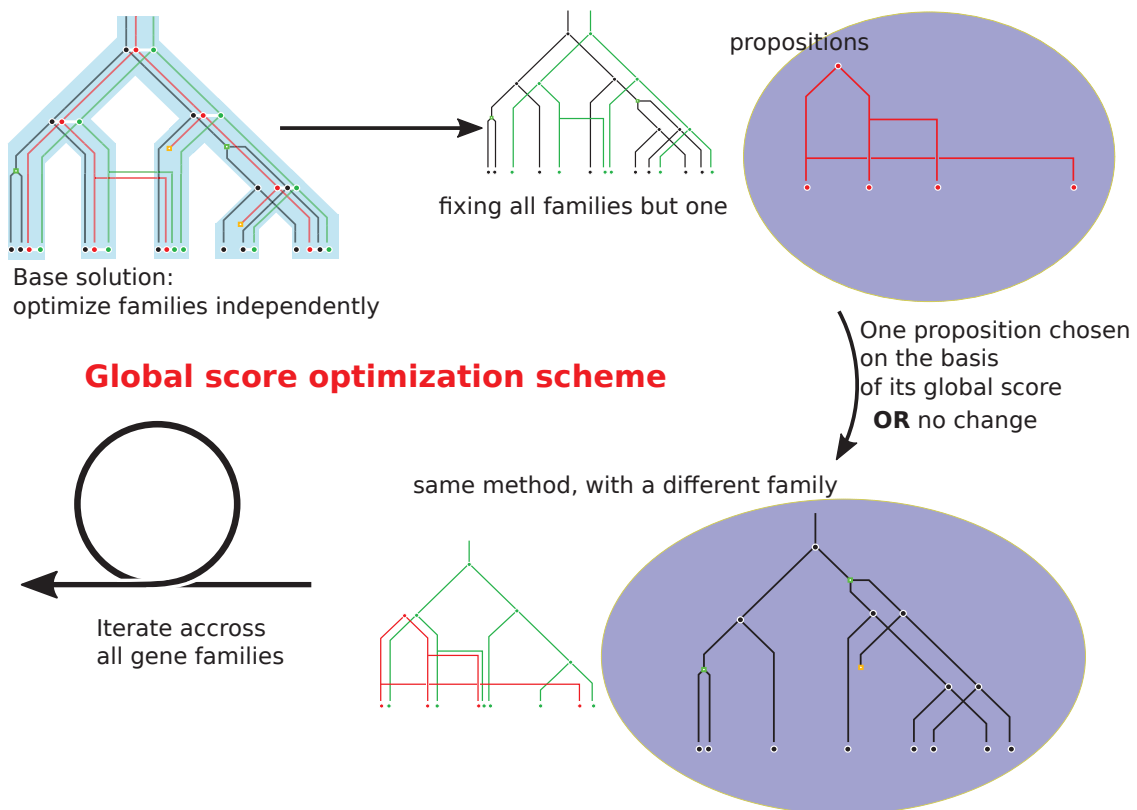 propositions
fixing all families but one
Base solution:
optimize families independently
One proposition chosen
on the basis
of its global score
OR no change
Global score optimization scheme
same method, with a different family
Iterate accross
all gene families